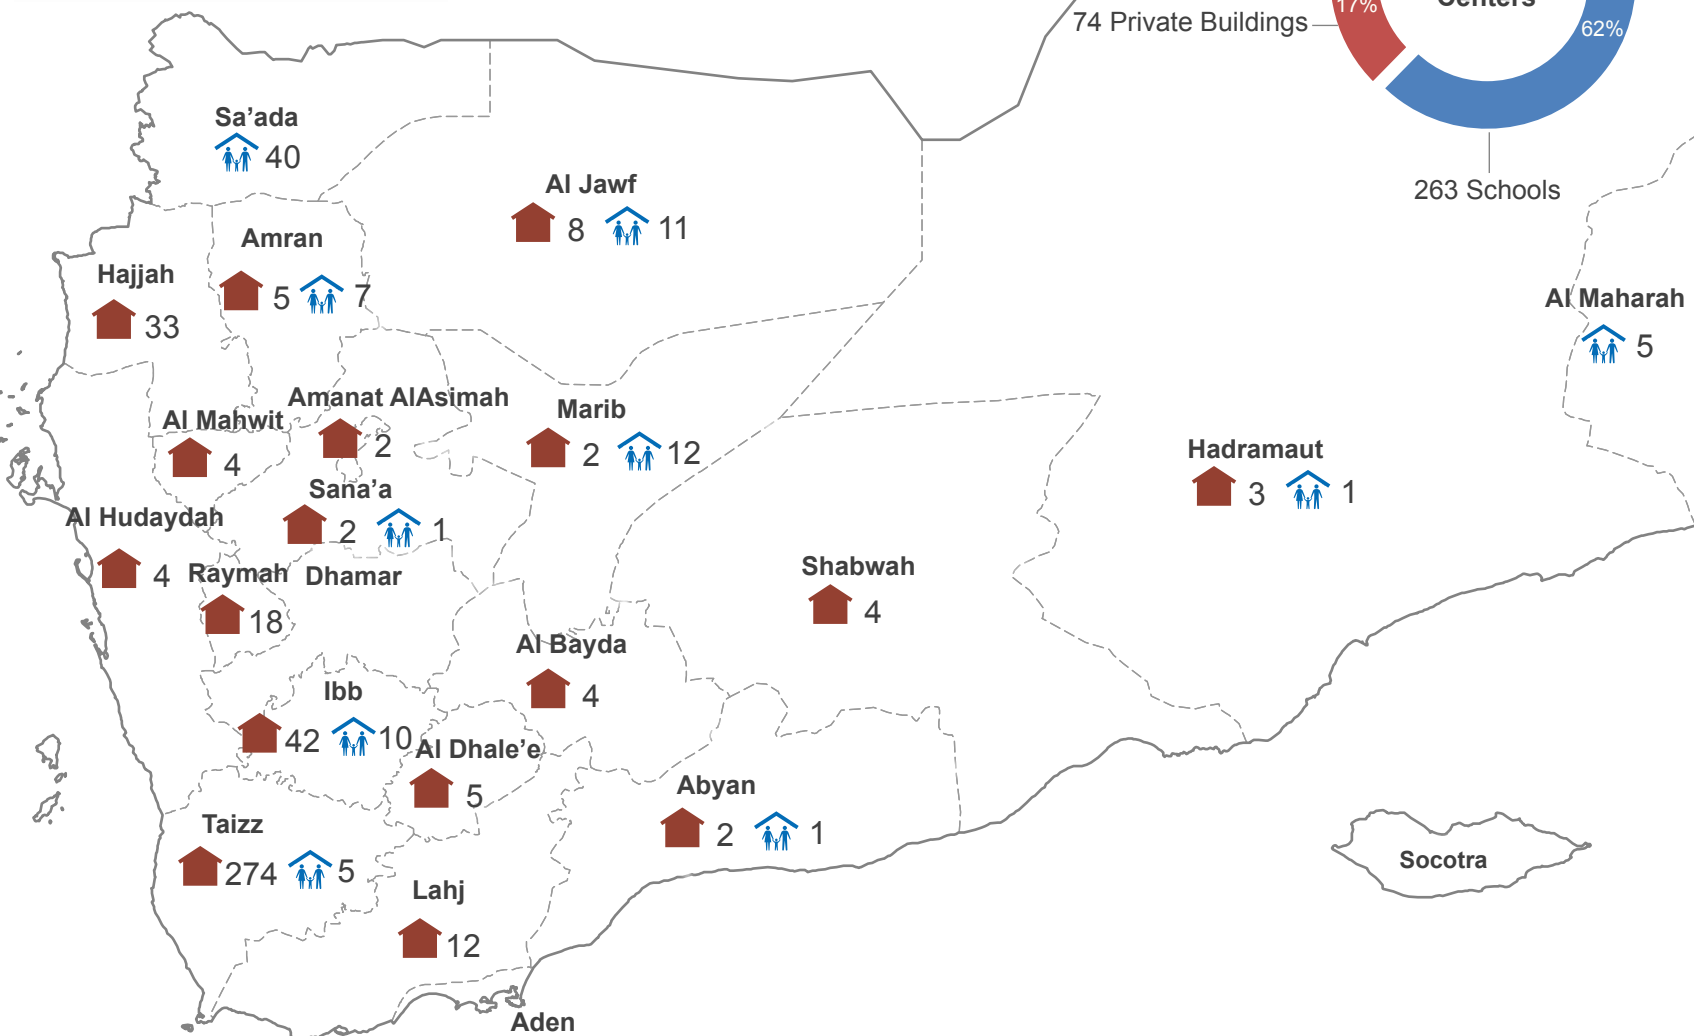 Centers
17%
74 Private Buildings
62%
263 Schools
Sa’ada
40
Al Jawf
8 11
Amran
5 7
Hajjah
33
Al Maharah
5
Amanat AlAsimah
2
Al Mahwit
4
Marib
2 12
Hadramaut
3 1
Sana’a
2 1
Al Hudaydah
4
Raymah
18
Dhamar
Shabwah
4
Al Bayda
4
Ibb
42 10
Al Dhale’e
5
Abyan
2 1
Taizz
274 5
Lahj
12
Socotra
Aden